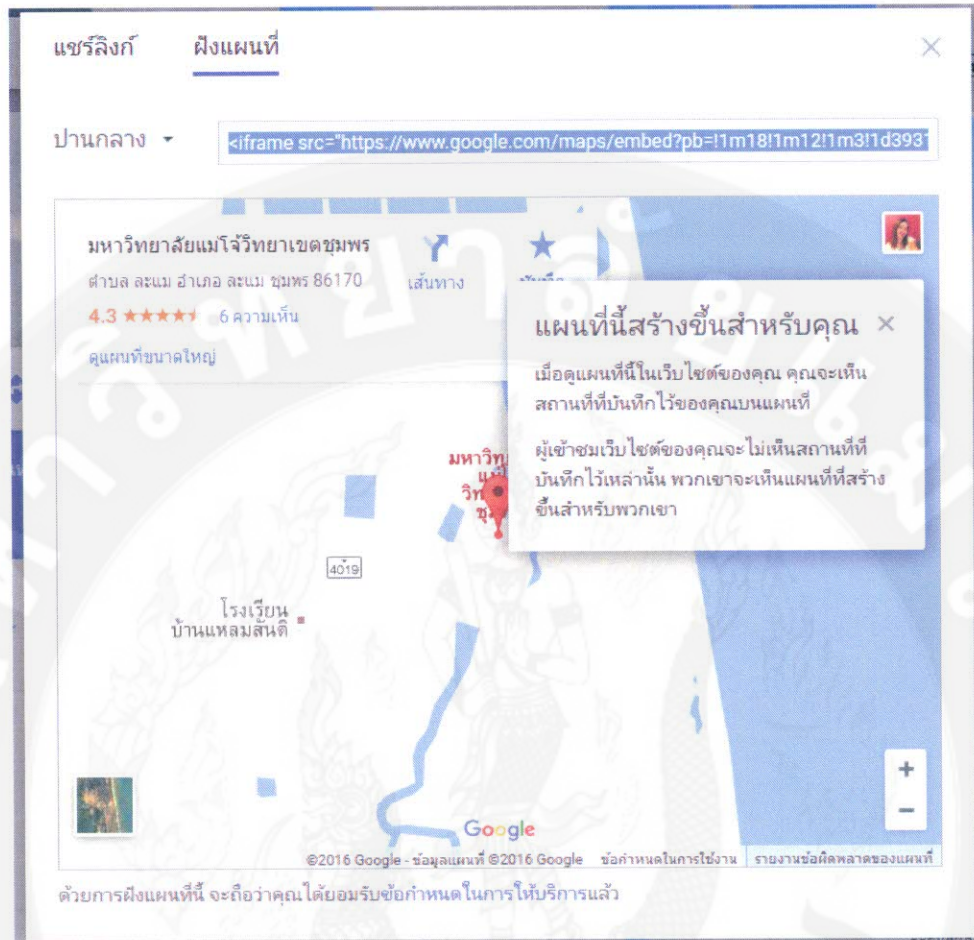 แชร์ลิงก์ ฝังแผนที่
ปานกลาง <iframe src="https://www.google.com/maps/embed?pb=!1m18!1m12!1m3!1d3931
มหาวิทยาลัยแม่โจ้วิทยาเขตชุมพร
ตำบล ละแม อำเภอ ละแม ชุมพร 86170
4.3 6 ความเห็น
ดูแผนที่ขนาดใหญ่
เส้นทาง
แผนที่นี้สร้างขึ้นสำหรับคุณ
เมื่อดูแผนที่นี้ในเว็บไซต์ของคุณ คุณจะเห็น
สถานที่ที่บันทึกไว้ของคุณบนแผนที่
ผู้เข้าชมเว็บไซต์ของคุณจะไม่เห็นสถานที่ที่
บันทึกไว้เหล่านั้น พวกเขาจะเห็นแผนที่ที่สร้าง
ขึ้นสำหรับพวกเขา
4019
โรงเรียน
บ้านแหลมสันติ
Google
©2016 Google - ข้อมูลแผนที่ ©2016 Google ข้อกำหนดในการใช้งาน รายงานข้อผิดพลาดของแผนที่
ด้วยการฝังแผนที่นี้ จะถือว่าคุณได้ยอมรับข้อกำหนดในการให้บริการแล้ว